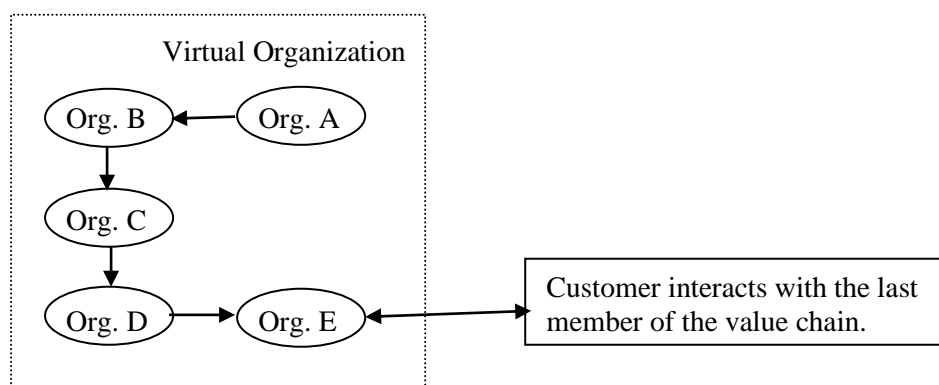 Virtual Organization
Org. B
Org. A
Org. C
Org. D
Org. E
Customer interacts with the last
member of the value chain.